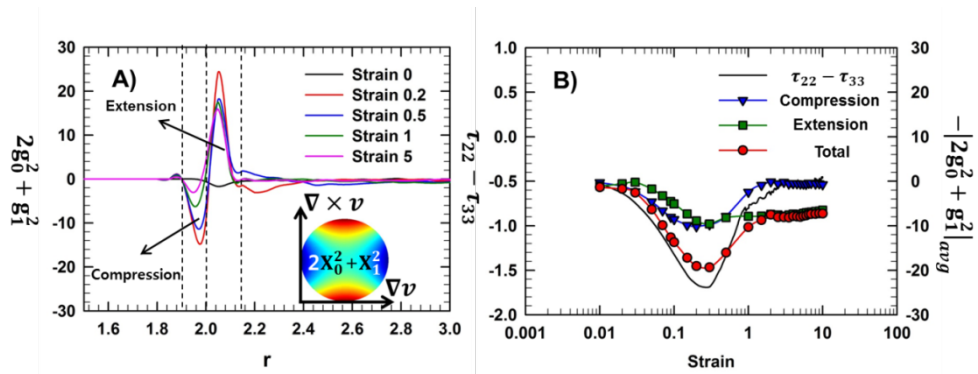 A)
30
20
10
0
-10
-20
-30
2g₀² + g₁²
Extension
Compression
Strain 0
Strain 0.2
Strain 0.5
Strain 1
Strain 5
∇ × v
2X₀²+X₁²
∇v
1.6 1.8 2.0 2.2 2.4 2.6 2.8 3.0
r
B)
1.0
0.5
0.0
-0.5
-1.0
-1.5
-2.0
τ₂₂ − τ₃₃
τ₂₂ − τ₃₃
Compression
Extension
Total
30
20
10
0
-10
-20
-30
−|2g₀² + g₁²|avg
0.001 0.01 0.1 1 10 100
Strain